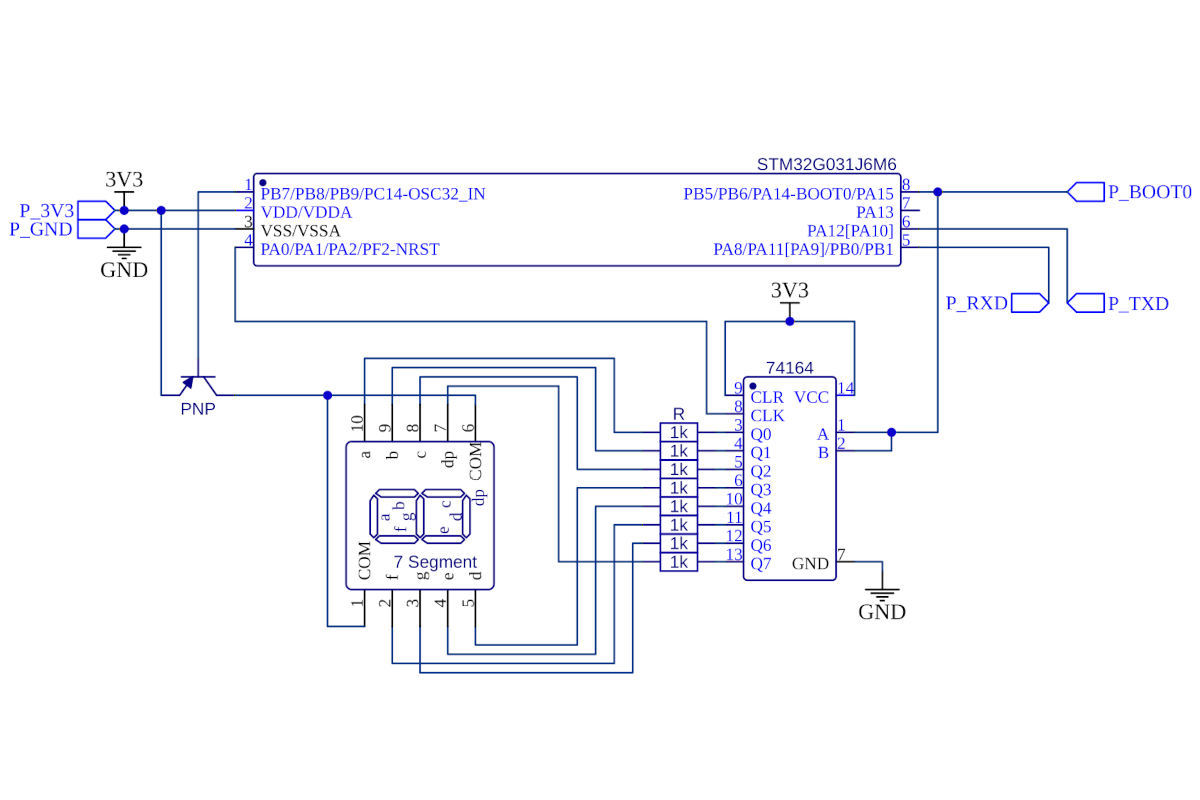 STM32G031J6M6
3V3
P_3V3
P_GND
GND
1 PB7/PB8/PB9/PC14-OSC32_IN
2 VDD/VDDA
3 VSS/VSSA
4 PA0/PA1/PA2/PF2-NRST
PB5/PB6/PA14-BOOT0/PA15 8
PA13 7
PA12[PA10] 6
PA8/PA11[PA9]/PB0/PB1 5
P_BOOT0
P_RXD
P_TXD
3V3
PNP
74164
9 CLR
8 CLK
3 Q0
4 Q1
5 Q2
6 Q3
10 Q4
11 Q5
12 Q6
13 Q7
VCC 14
A 1
B 2
GND 7
GND
R
1k
1k
1k
1k
1k
1k
1k
1k
10 9 8 7 6
a b c dp COM
dp
a f g b
e d c
7 Segment
COM f g e d
1 2 3 4 5